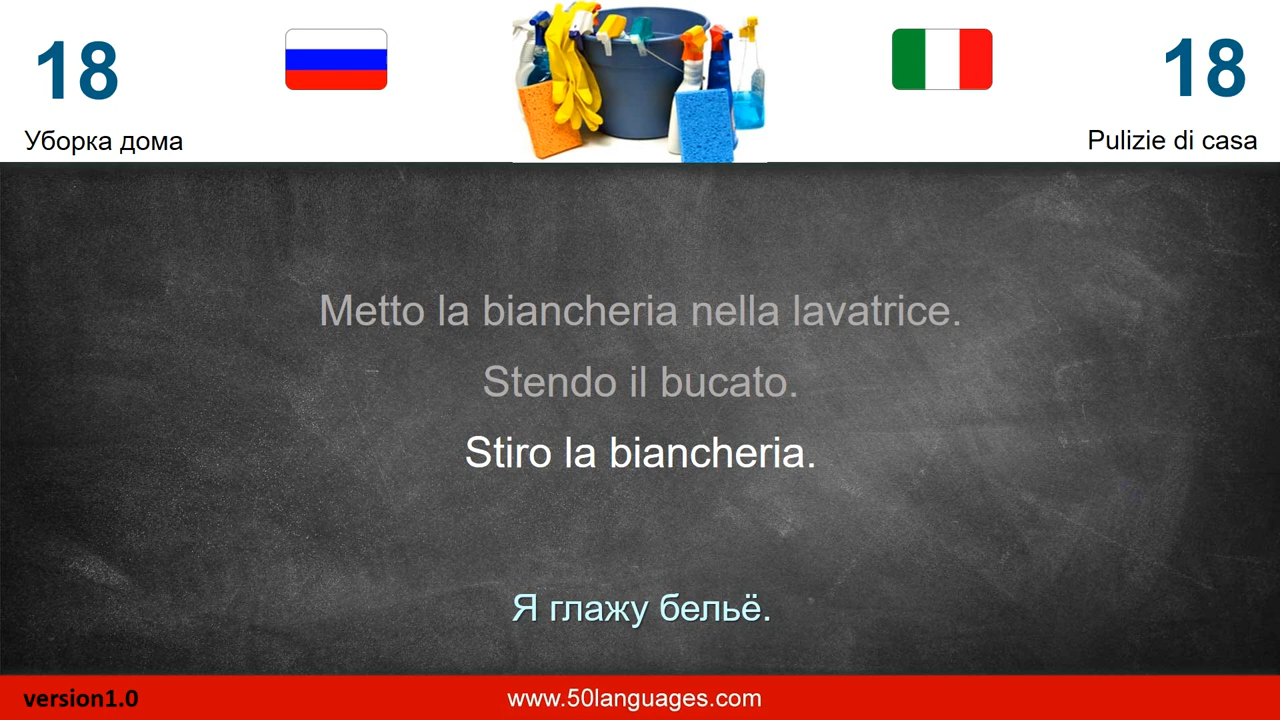 18
18
Уборка дома
Pulizie di casa
Metto la biancheria nella lavatrice.
Stendo il bucato.
Stiro la biancheria.
Я глажу бельё.
version1.0
www.50languages.com